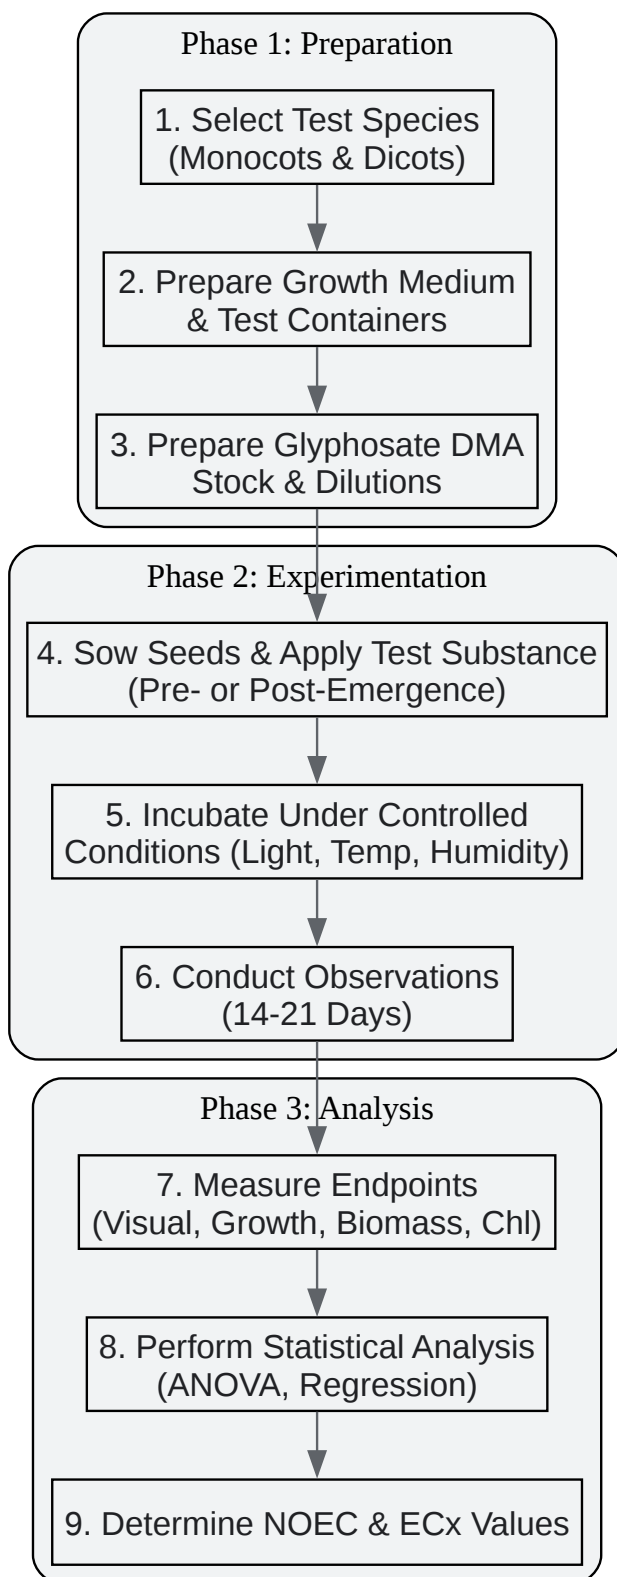 Phase 1: Preparation
1. Select Test Species
(Monocots & Dicots)
2. Prepare Growth Medium
& Test Containers
3. Prepare Glyphosate DMA
Stock & Dilutions
Phase 2: Experimentation
4. Sow Seeds & Apply Test Substance
(Pre- or Post-Emergence)
5. Incubate Under Controlled
Conditions (Light, Temp, Humidity)
6. Conduct Observations
(14-21 Days)
Phase 3: Analysis
7. Measure Endpoints
(Visual, Growth, Biomass, Chl)
8. Perform Statistical Analysis
(ANOVA, Regression)
9. Determine NOEC & ECx Values